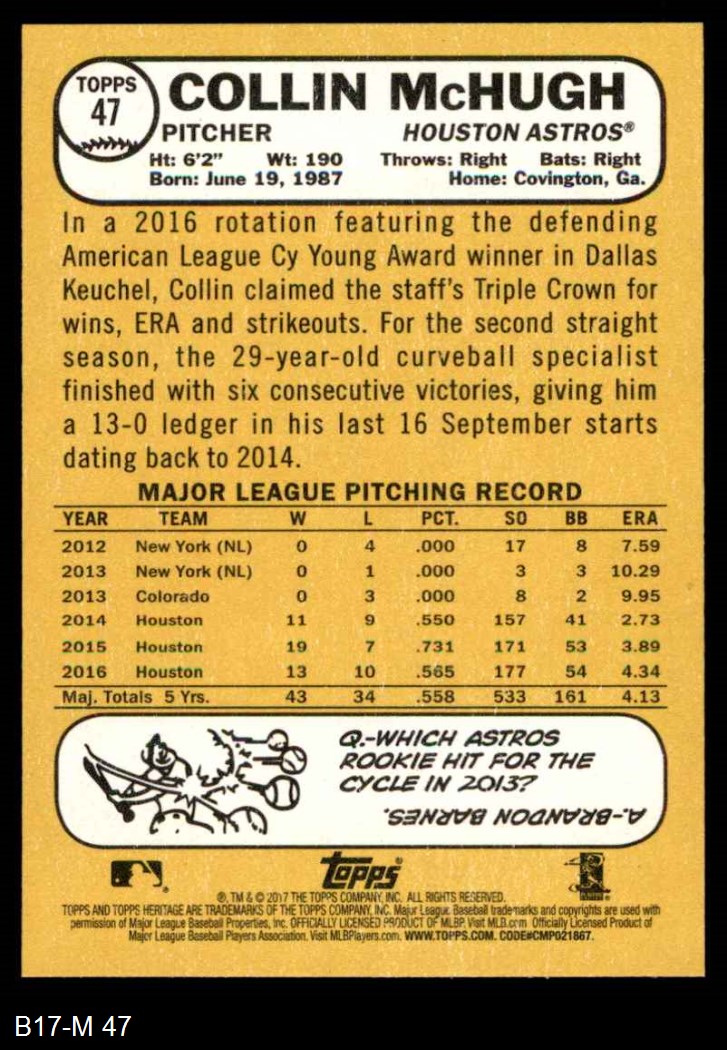 TOPPS
47
COLLIN McHUGH
PITCHER HOUSTON ASTROS®
Ht: 6'2" Wt: 190 Throws: Right Bats: Right
Born: June 19, 1987 Home: Covington, Ga.
In a 2016 rotation featuring the defending
American League Cy Young Award winner in Dallas
Keuchel, Collin claimed the staff's Triple Crown for
wins, ERA and strikeouts. For the second straight
season, the 29-year-old curveball specialist
finished with six consecutive victories, giving him
a 13-0 ledger in his last 16 September starts
dating back to 2014.
MAJOR LEAGUE PITCHING RECORD
YEAR TEAM W L PCT. SO BB ERA
2012 New York (NL) 0 4 .000 17 8 7.59
2013 New York (NL) 0 1 .000 3 3 10.29
2013 Colorado 0 3 .000 8 2 9.95
2014 Houston 11 9 .550 157 41 2.73
2015 Houston 19 7 .731 171 53 3.89
2016 Houston 13 10 .565 177 54 4.34
Maj. Totals 5 Yrs. 43 34 .558 533 161 4.13
Q.-WHICH ASTROS
ROOKIE HIT FOR THE
CYCLE IN 2013?
A.-BRANDON BARNES.
Topps®
®, TM & © 2017 THE TOPPS COMPANY, INC. ALL RIGHTS RESERVED.
TOPPS AND TOPPS HERITAGE ARE TRADEMARKS OF THE TOPPS COMPANY, INC. Major League Baseball trademarks and copyrights are used with
permission of Major League Baseball Properties, Inc. OFFICIALLY LICENSED PRODUCT OF MLBP. Visit MLB.com Officially Licensed Product of
Major League Baseball Players Association. Visit MLBPlayers.com. WWW.TOPPS.COM. CODE#CMP021867.
B17-M 47